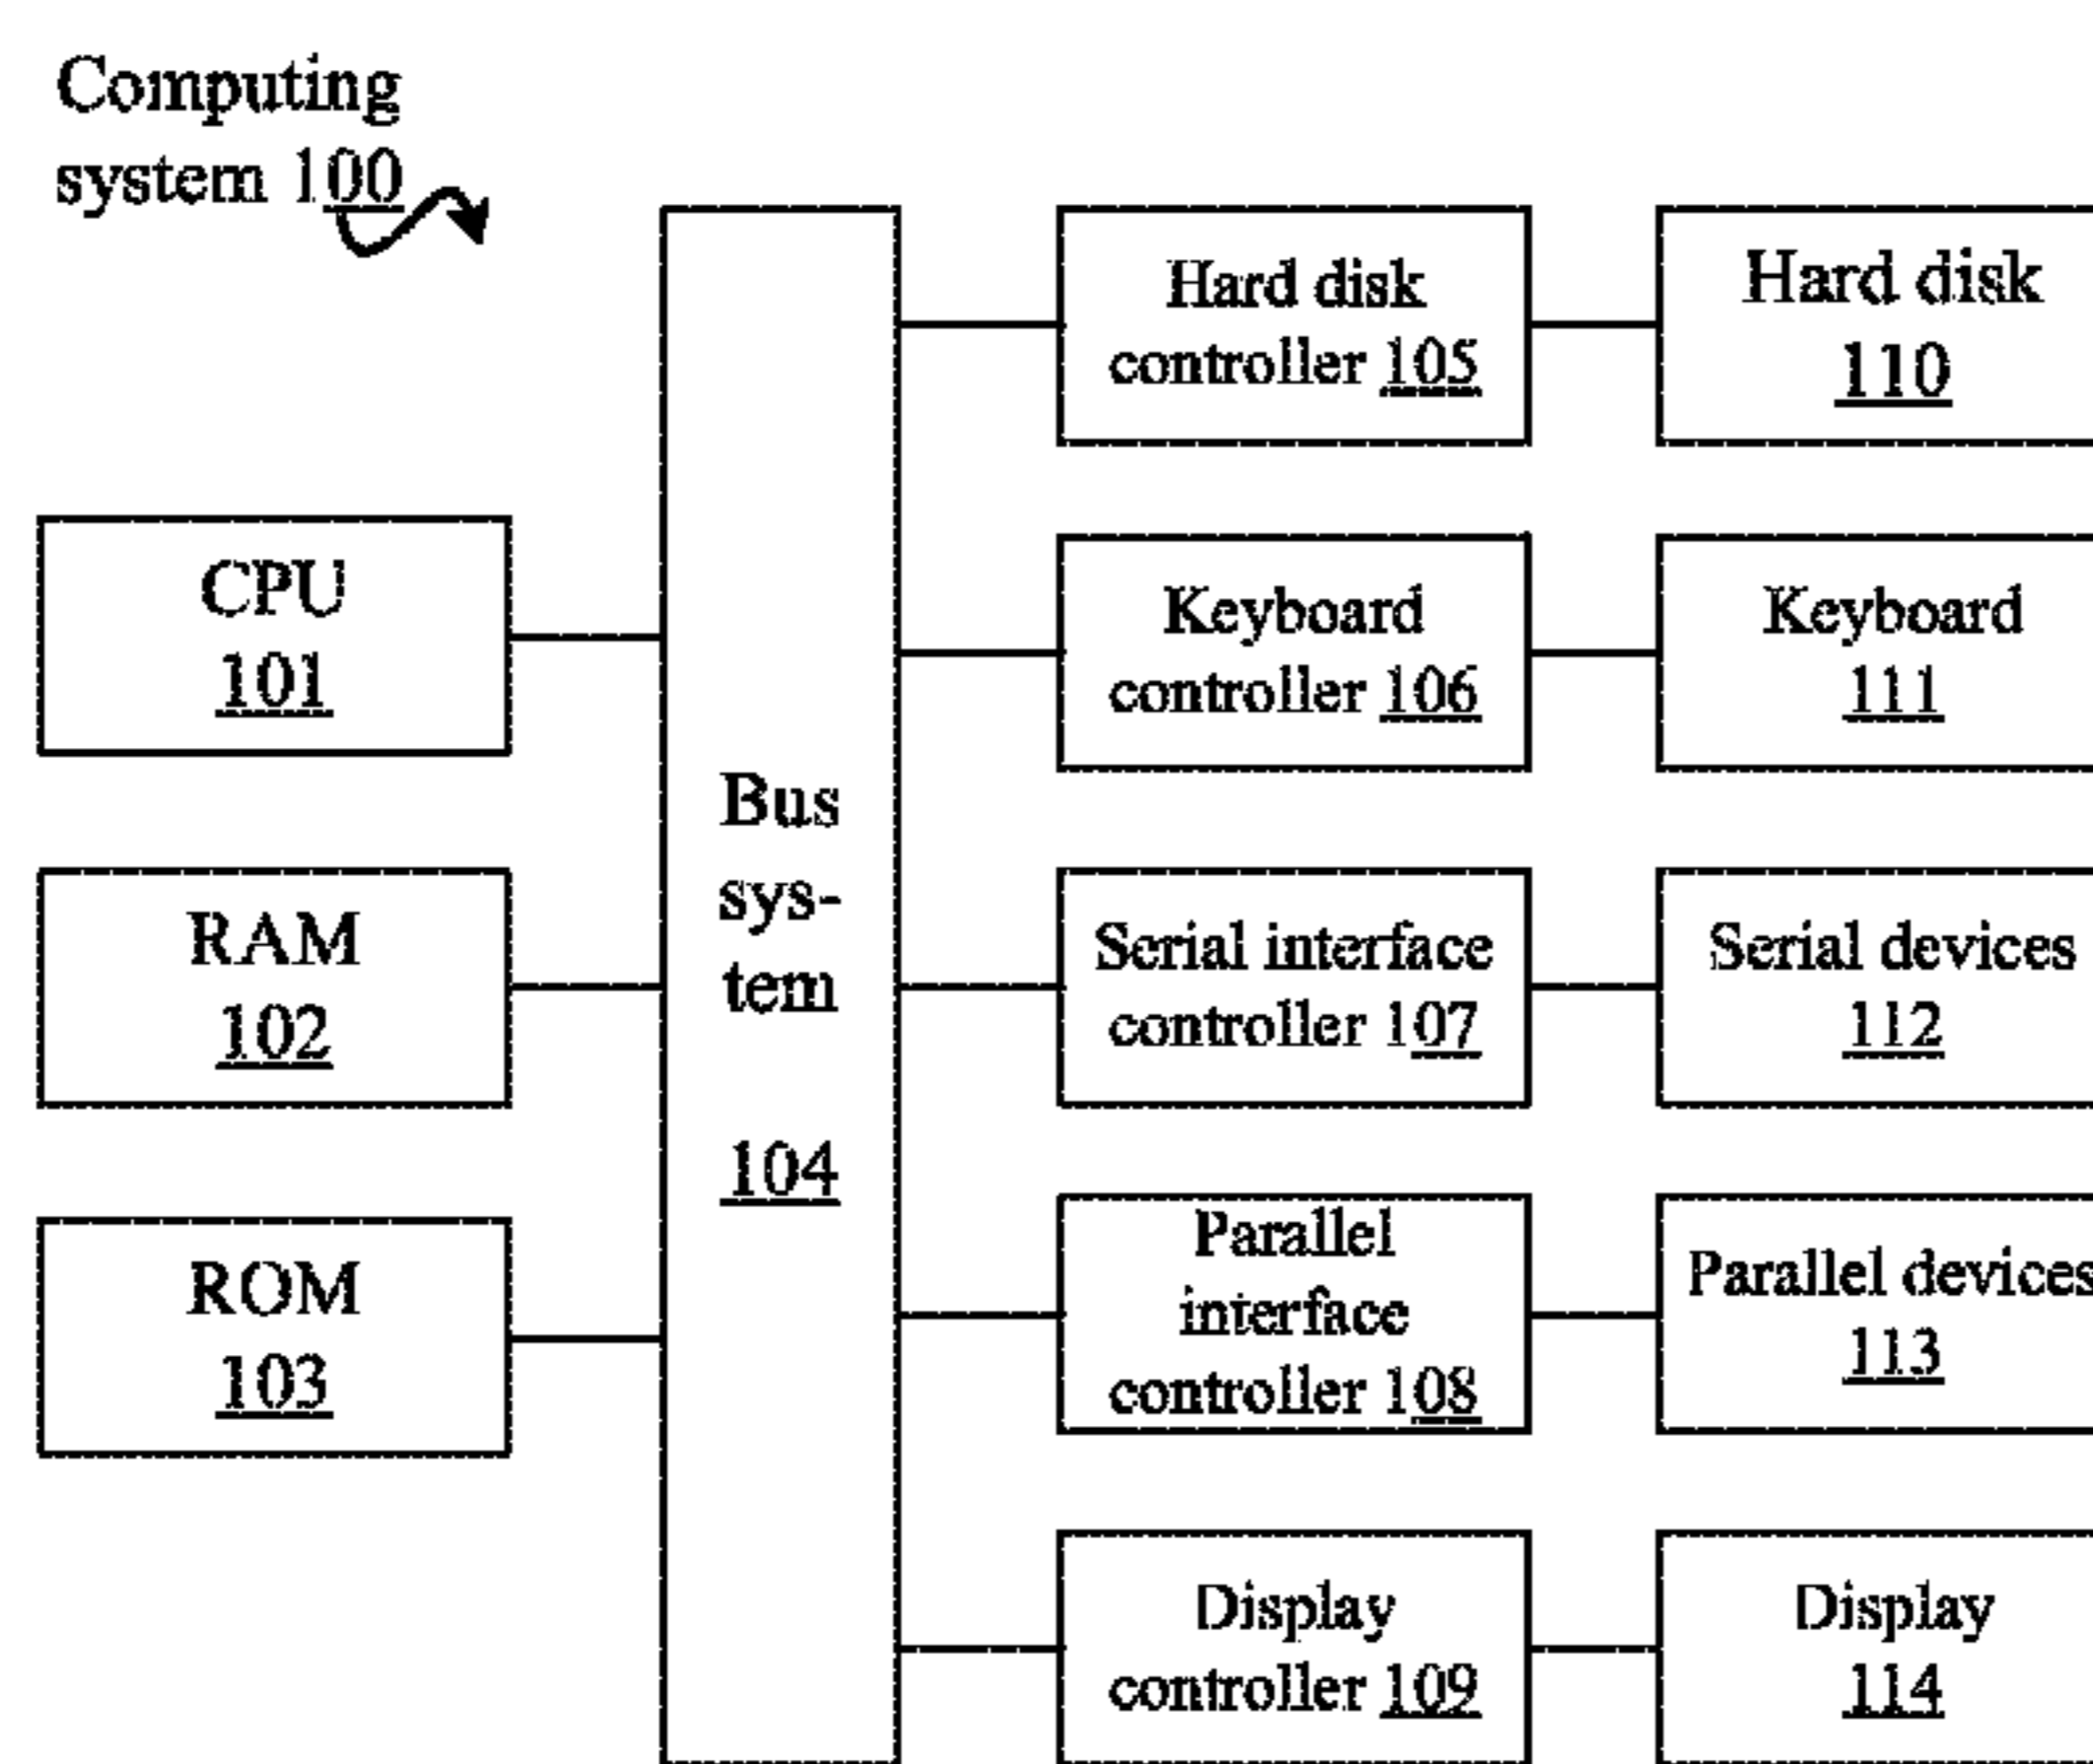 Computing
system 100
Hard disk
controller 105
Hard disk
110
CPU
101
Keyboard
controller 106
Keyboard
111
Bus
sys-
tem
104
RAM
102
Serial interface
controller 107
Serial devices
112
ROM
103
Parallel
interface
controller 108
Parallel devices
113
Display
controller 109
Display
114